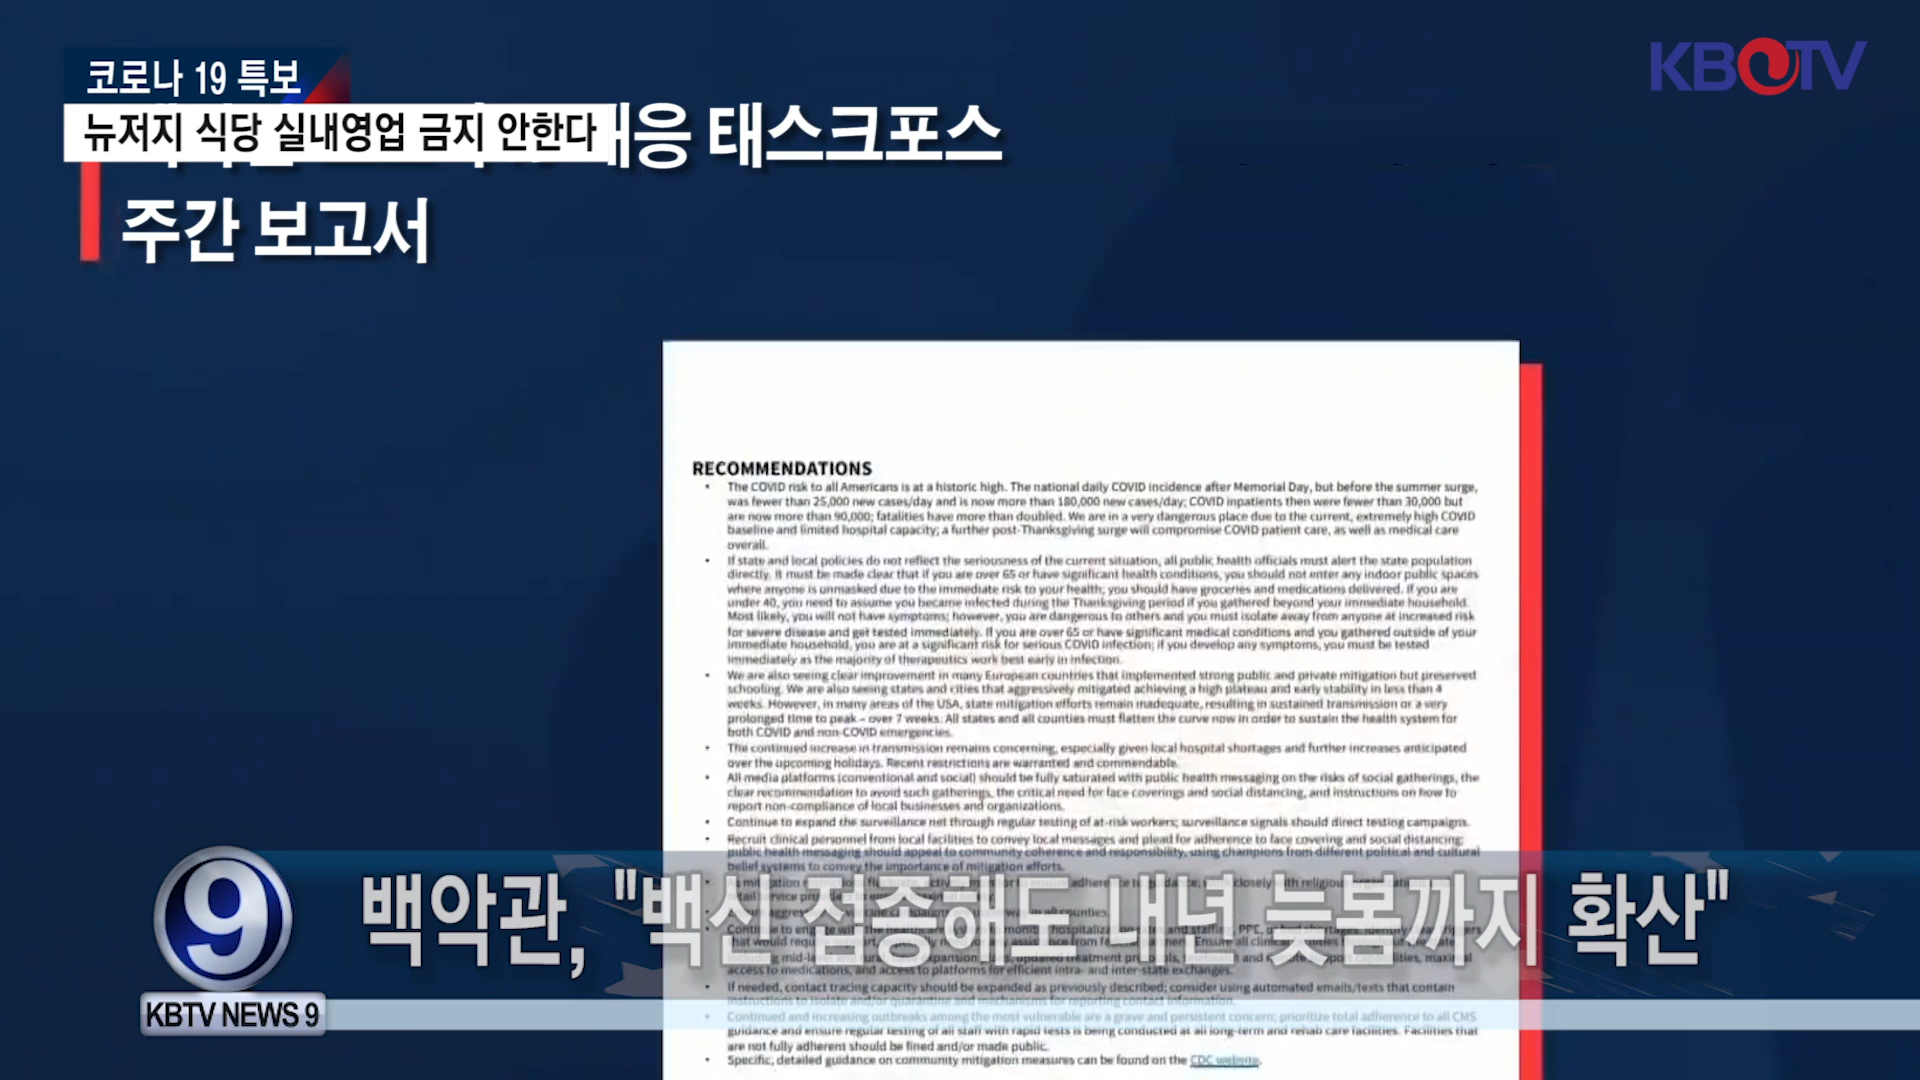 코로나 19 특보
KBTV
뉴저지 식당 실내영업 금지 안한다
대응 태스크포스
주간 보고서
RECOMMENDATIONS
• The COVID risk to all Americans is at a historic high. The national daily COVID incidence after Memorial Day, but before the summer surge,
was fewer than 25,000 new cases/day and is now more than 180,000 new cases/day; COVID inpatients then were fewer than 30,000 but
are now more than 90,000; fatalities have more than doubled. We are in a very dangerous place due to the current, extremely high COVID
baseline and limited hospital capacity; a further post-Thanksgiving surge will compromise COVID patient care, as well as medical care
overall.
• If state and local policies do not reflect the seriousness of the current situation, all public health officials must alert the state population
directly. It must be made clear that if you are over 65 or have significant health conditions, you should not enter any indoor public spaces
where anyone is unmasked due to the immediate risk to your health; you should have groceries and medications delivered. If you are
under 40, you need to assume you became infected during the Thanksgiving period if you gathered beyond your immediate household.
Most likely, you will not have symptoms; however, you are dangerous to others and you must isolate away from anyone at increased risk
for severe disease and get tested immediately. If you are over 65 or have significant medical conditions and you gathered outside of your
immediate household, you are at a significant risk for serious COVID infection; if you develop any symptoms, you must be tested
immediately as the majority of therapeutics work best early in infection.
• We are also seeing clear improvement in many European countries that implemented strong public and private mitigation but preserved
schooling. We are also seeing states and cities that aggressively mitigated achieving a high plateau and early stability in less than 4
weeks. However, in many areas of the USA, state mitigation efforts remain inadequate, resulting in sustained transmission or a very
prolonged time to peak – over 7 weeks. All states and all counties must flatten the curve now in order to sustain the health system for
both COVID and non-COVID emergencies.
• The continued increase in transmission remains concerning, especially given local hospital shortages and further increases anticipated
over the upcoming holidays. Recent restrictions are warranted and commendable.
• All media platforms (conventional and social) should be fully saturated with public health messaging on the risks of social gatherings, the
clear recommendation to avoid such gatherings, the critical need for face coverings and social distancing, and instructions on how to
report non-compliance of local businesses and organizations.
• Continue to expand the surveillance net through regular testing of at-risk workers; surveillance signals should direct testing campaigns.
• Recruit clinical personnel from local facilities to convey local messages and plead for adherence to face covering and social distancing;
public health messaging should appeal to community coherence and responsibility, using champions from different political and cultural
belief systems to convey the importance of mitigation efforts.
백악관, "백신 접종해도 내년 늦봄까지 확산"
access to medications, and access to platforms for efficient intra- and inter-state exchanges.
• If needed, contact tracing capacity should be expanded as previously described; consider using automated emails/texts that contain
instructions to isolate and/or quarantine and mechanisms for reporting contact information.
• Continued and increasing outbreaks among the most vulnerable are a grave and persistent concern; prioritize total adherence to all CMS
guidance and ensure regular testing of all staff with rapid tests is being conducted at all long-term and rehab care facilities. Facilities that
are not fully adherent should be fined and/or made public.
• Specific, detailed guidance on community mitigation measures can be found on the CDC website.
9
KBTV NEWS 9